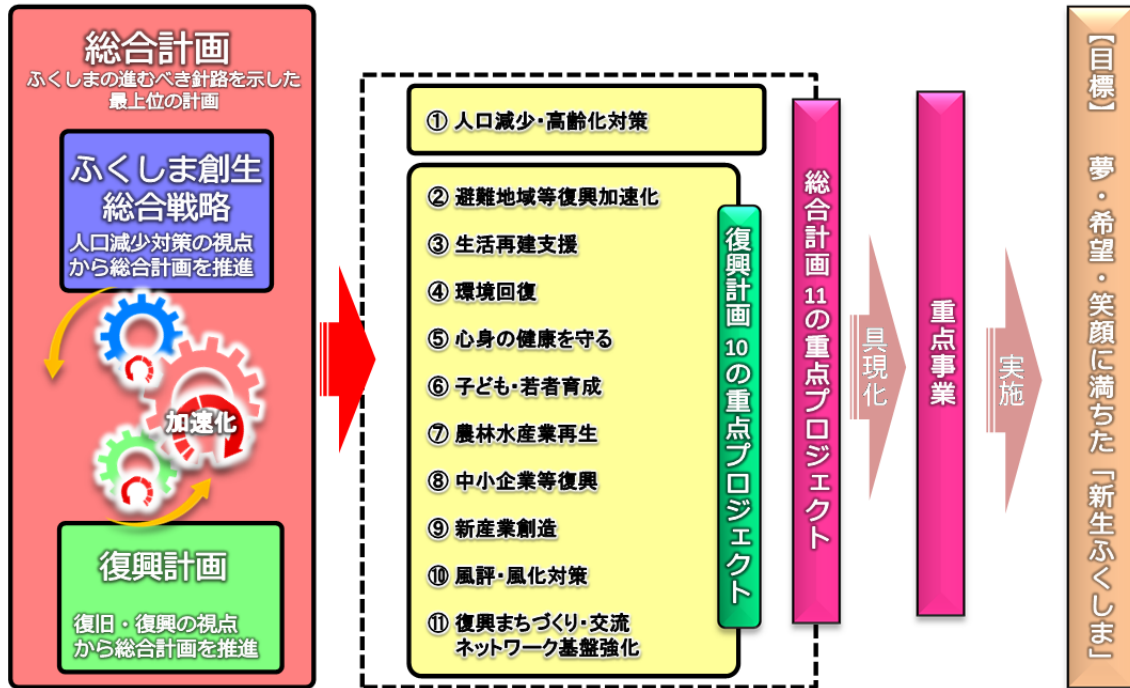 総合計画
ふくしまの進むべき針路を示した
最上位の計画
ふくしま創生
総合戦略
人口減少対策の視点
から総合計画を推進
加速化
復興計画
復旧・復興の視点
から総合計画を推進
① 人口減少・高齢化対策
② 避難地域等復興加速化
③ 生活再建支援
④ 環境回復
⑤ 心身の健康を守る
⑥ 子ども・若者育成
⑦ 農林水産業再生
⑧ 中小企業等復興
⑨ 新産業創造
⑩ 風評・風化対策
⑪ 復興まちづくり・交流
ネットワーク基盤強化
復興計画 10の重点プロジェクト
総合計画 11の重点プロジェクト
具現化
重点事業
実施
【目標】 夢・希望・笑顔に満ちた「新生ふくしま」